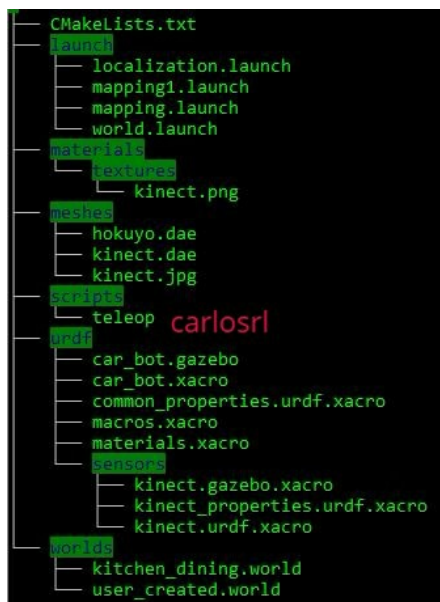 CMakeLists.txt
launch
localization.launch
mapping1.launch
mapping.launch
world.launch
materials
textures
kinect.png
meshes
hokuyo.dae
kinect.dae
kinect.jpg
scripts
teleop
carlosrl
urdf
car_bot.gazebo
car_bot.xacro
common_properties.urdf.xacro
macros.xacro
materials.xacro
sensors
kinect.gazebo.xacro
kinect_properties.urdf.xacro
kinect.urdf.xacro
worlds
kitchen_dining.world
user_created.world